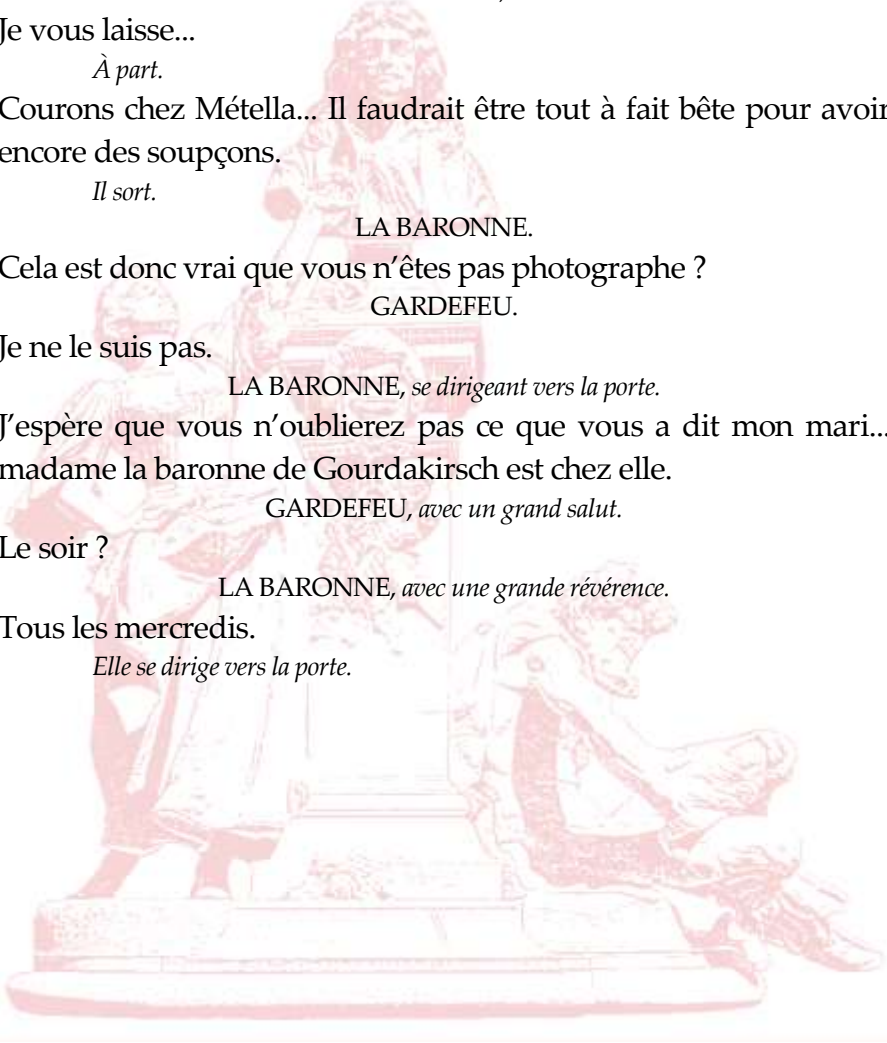 Je vous laisse...
À part.
Courons chez Métella... Il faudrait être tout à fait bête pour avoir
encore des soupçons.
Il sort.
LA BARONNE.
Cela est donc vrai que vous n’êtes pas photographe ?
GARDEFEU.
Je ne le suis pas.
LA BARONNE, se dirigeant vers la porte.
J’espère que vous n’oublierez pas ce que vous a dit mon mari...
madame la baronne de Gourdakirsch est chez elle.
GARDEFEU, avec un grand salut.
Le soir ?
LA BARONNE, avec une grande révérence.
Tous les mercredis.
Elle se dirige vers la porte.